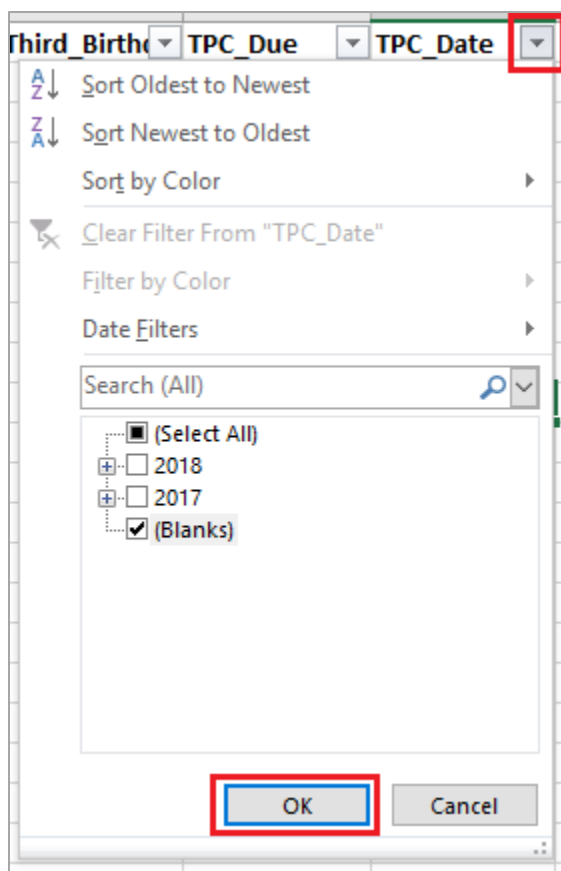 Third_Birthd TPC_Due TPC_Date
Sort Oldest to Newest
Sort Newest to Oldest
Sort by Color
Clear Filter From "TPC_Date"
Filter by Color
Date Filters
Search (All)
(Select All)
2018
2017
(Blanks)
OK Cancel